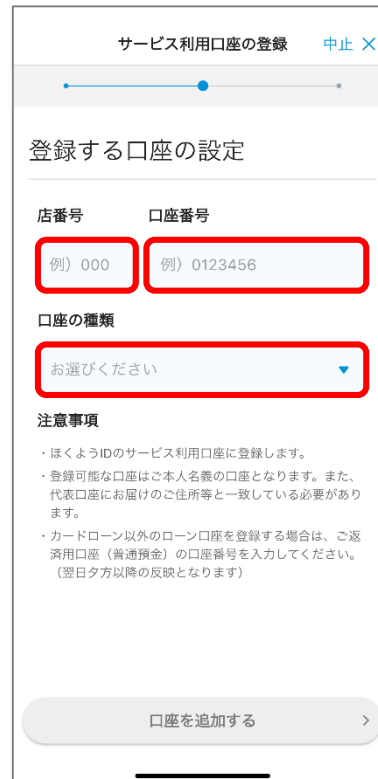 サービス利用口座の登録 中止 ×
登録する口座の設定
店番号 口座番号
例）000 例）0123456
口座の種類
お選びください
注意事項
・ほくようIDのサービス利用口座に登録します。
・登録可能な口座はご本人名義の口座となります。また、
代表口座にお届けのご住所等と一致している必要があり
ます。
・カードローン以外のローン口座を登録する場合は、ご返
済用口座（普通預金）の口座番号を入力してください。
（翌日夕方以降の反映となります）
口座を追加する